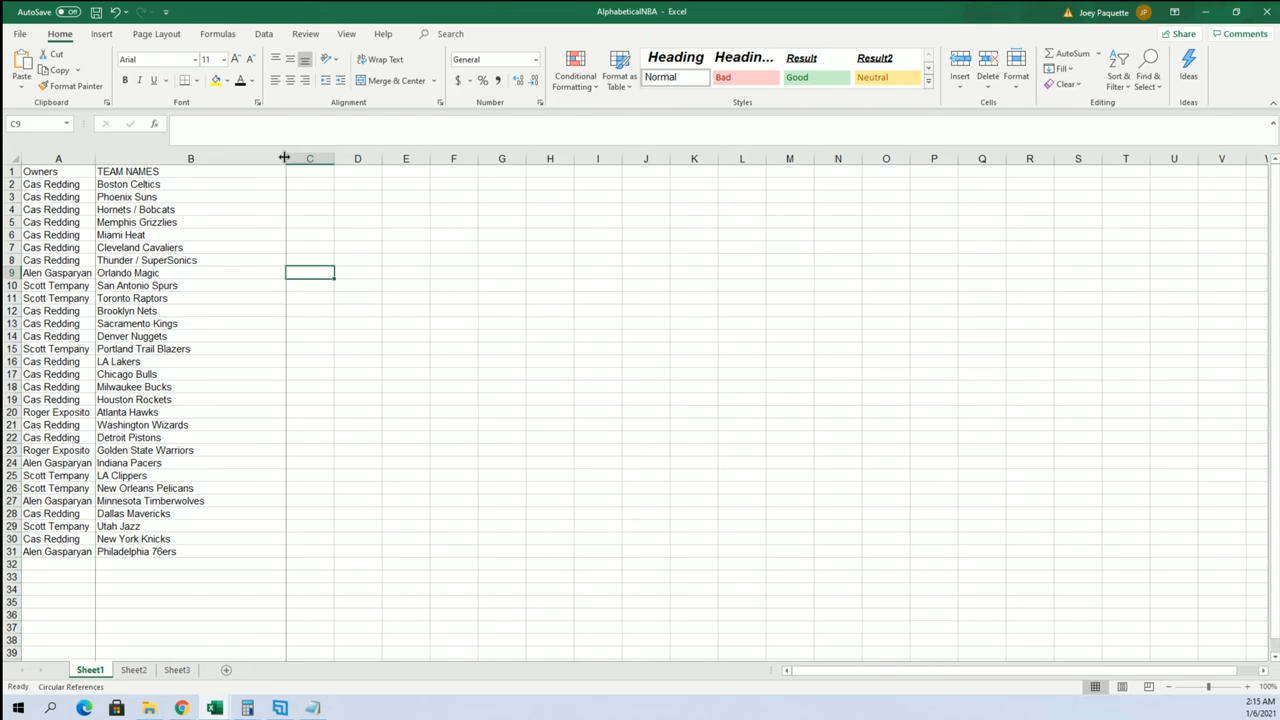 AutoSave Off AlphabeticalNBA - Excel Joey Paquette JP
File Home Insert Page Layout Formulas Data Review View Help Search Share Comments
Paste Cut Copy Format Painter Clipboard
Arial 11 A A B I U A Font
Wrap Text Merge & Center Alignment
General $ % Number
Conditional Formatting Format as Table
Heading Headin... Result Result2
Normal Bad Good Neutral
Styles
Insert Delete Format Cells
AutoSum Fill Clear Sort & Filter Find & Select Editing
Ideas Ideas
C9 fx
A B C D E F G H I J K L M N O P Q R S T U V
1 Owners TEAM NAMES
2 Cas Redding Boston Celtics
3 Cas Redding Phoenix Suns
4 Cas Redding Hornets / Bobcats
5 Cas Redding Memphis Grizzlies
6 Cas Redding Miami Heat
7 Cas Redding Cleveland Cavaliers
8 Cas Redding Thunder / SuperSonics
9 Alen Gasparyan Orlando Magic
10 Scott Tempany San Antonio Spurs
11 Scott Tempany Toronto Raptors
12 Cas Redding Brooklyn Nets
13 Cas Redding Sacramento Kings
14 Cas Redding Denver Nuggets
15 Scott Tempany Portland Trail Blazers
16 Cas Redding LA Lakers
17 Cas Redding Chicago Bulls
18 Cas Redding Milwaukee Bucks
19 Cas Redding Houston Rockets
20 Roger Exposito Atlanta Hawks
21 Cas Redding Washington Wizards
22 Cas Redding Detroit Pistons
23 Roger Exposito Golden State Warriors
24 Alen Gasparyan Indiana Pacers
25 Scott Tempany LA Clippers
26 Scott Tempany New Orleans Pelicans
27 Alen Gasparyan Minnesota Timberwolves
28 Cas Redding Dallas Mavericks
29 Scott Tempany Utah Jazz
30 Cas Redding New York Knicks
31 Alen Gasparyan Philadelphia 76ers
32
33
34
35
36
37
38
39
Sheet1 Sheet2 Sheet3
Ready Circular References 100%
2:15 AM
1/6/2021